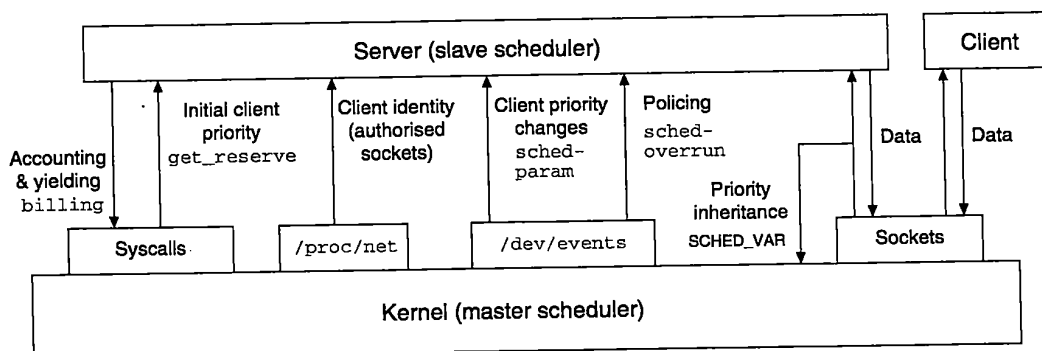 Server (slave scheduler)
Client
Accounting
& yielding
billing
Initial client
priority
get_reserve
Client identity
(authorised
sockets)
Client priority
changes
sched-
param
Policing
sched-
overrun
Priority
inheritance
SCHED_VAR
Data
Data
Syscalls
/proc/net
/dev/events
Sockets
Kernel (master scheduler)